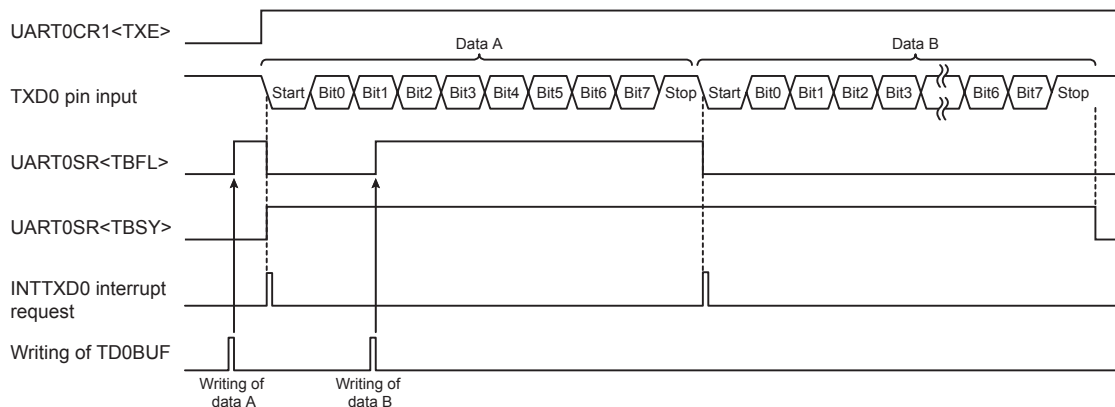 UART0CR1<TXE>
Data A
Data B
TXD0 pin input
Start Bit0 Bit1 Bit2 Bit3 Bit4 Bit5 Bit6 Bit7 Stop Start Bit0 Bit1 Bit2 Bit3 Bit6 Bit7 Stop
UART0SR<TBFL>
UART0SR<TBSY>
INTTXD0 interrupt
request
Writing of TD0BUF
Writing of
data A
Writing of
data B